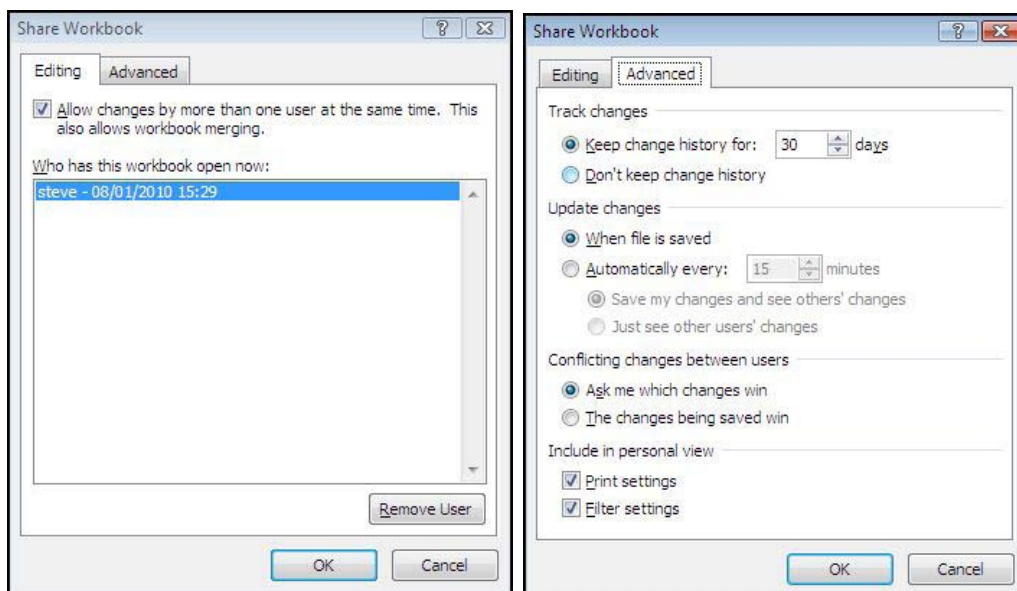 Share Workbook
Editing
Advanced
Allow changes by more than one user at the same time. This
also allows workbook merging.
Who has this workbook open now:
steve - 08/01/2010 15:29
Remove User
OK
Cancel
Share Workbook
Editing
Advanced
Track changes
Keep change history for: 30 days
Don't keep change history
Update changes
When file is saved
Automatically every: 15 minutes
Save my changes and see others' changes
Just see other users' changes
Conflicting changes between users
Ask me which changes win
The changes being saved win
Include in personal view
Print settings
Filter settings
OK
Cancel